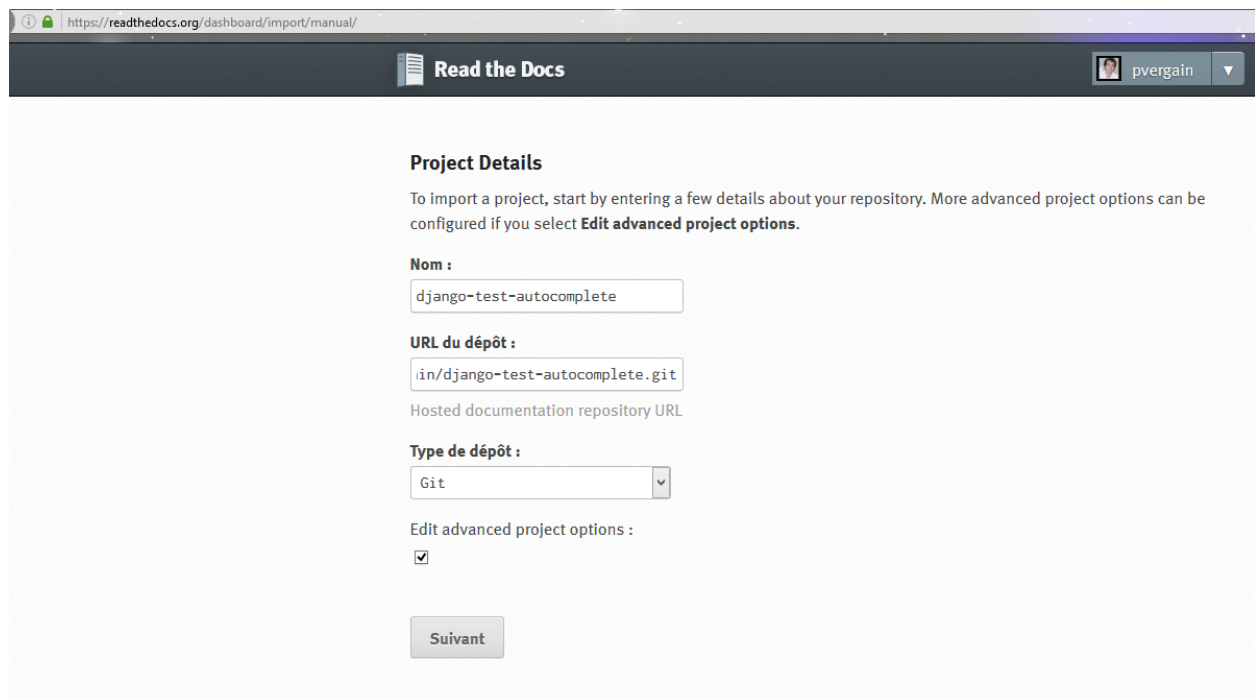 https://readthedocs.org/dashboard/import/manual/
Read the Docs
pvergain
Project Details
To import a project, start by entering a few details about your repository. More advanced project options can be
configured if you select Edit advanced project options.
Nom :
django-test-autocomplete
URL du dépôt :
in/django-test-autocomplete.git
Hosted documentation repository URL
Type de dépôt :
Git
Edit advanced project options :
Suivant